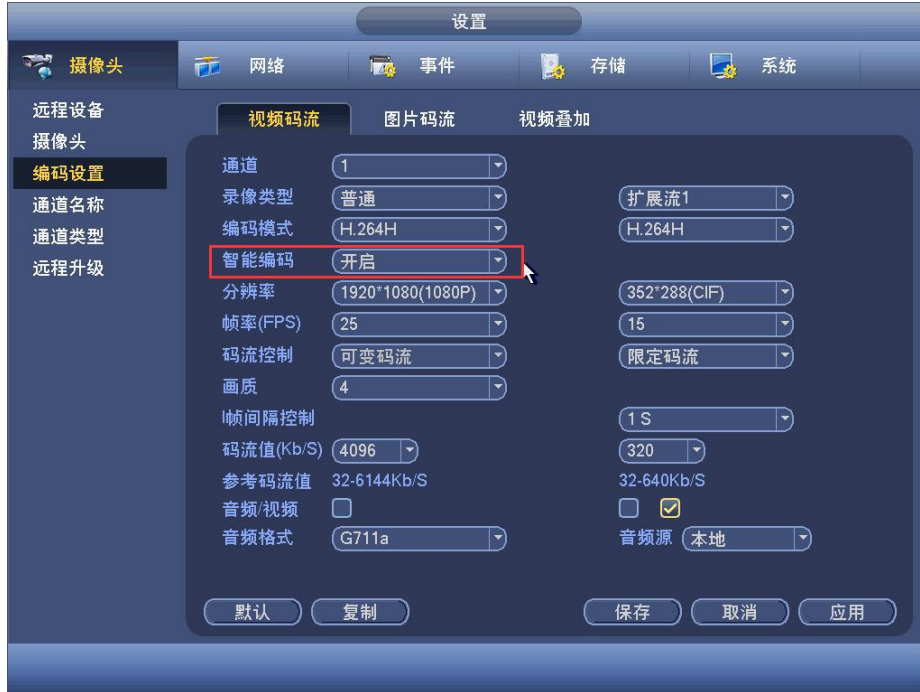 设置
摄像头 网络 事件 存储 系统
远程设备
摄像头
编码设置
通道名称
通道类型
远程升级
视频码流 图片码流 视频叠加
通道 1
录像类型 普通 扩展流1
编码模式 H.264H H.264H
智能编码 开启
分辨率 1920*1080(1080P) 352*288(CIF)
帧率(FPS) 25 15
码流控制 可变码流 限定码流
画质 4
I帧间隔控制 1 S
码流值(Kb/S) 4096 320
参考码流值 32-6144Kb/S 32-640Kb/S
音频/视频
音频格式 G711a 音频源 本地
默认 复制 保存 取消 应用